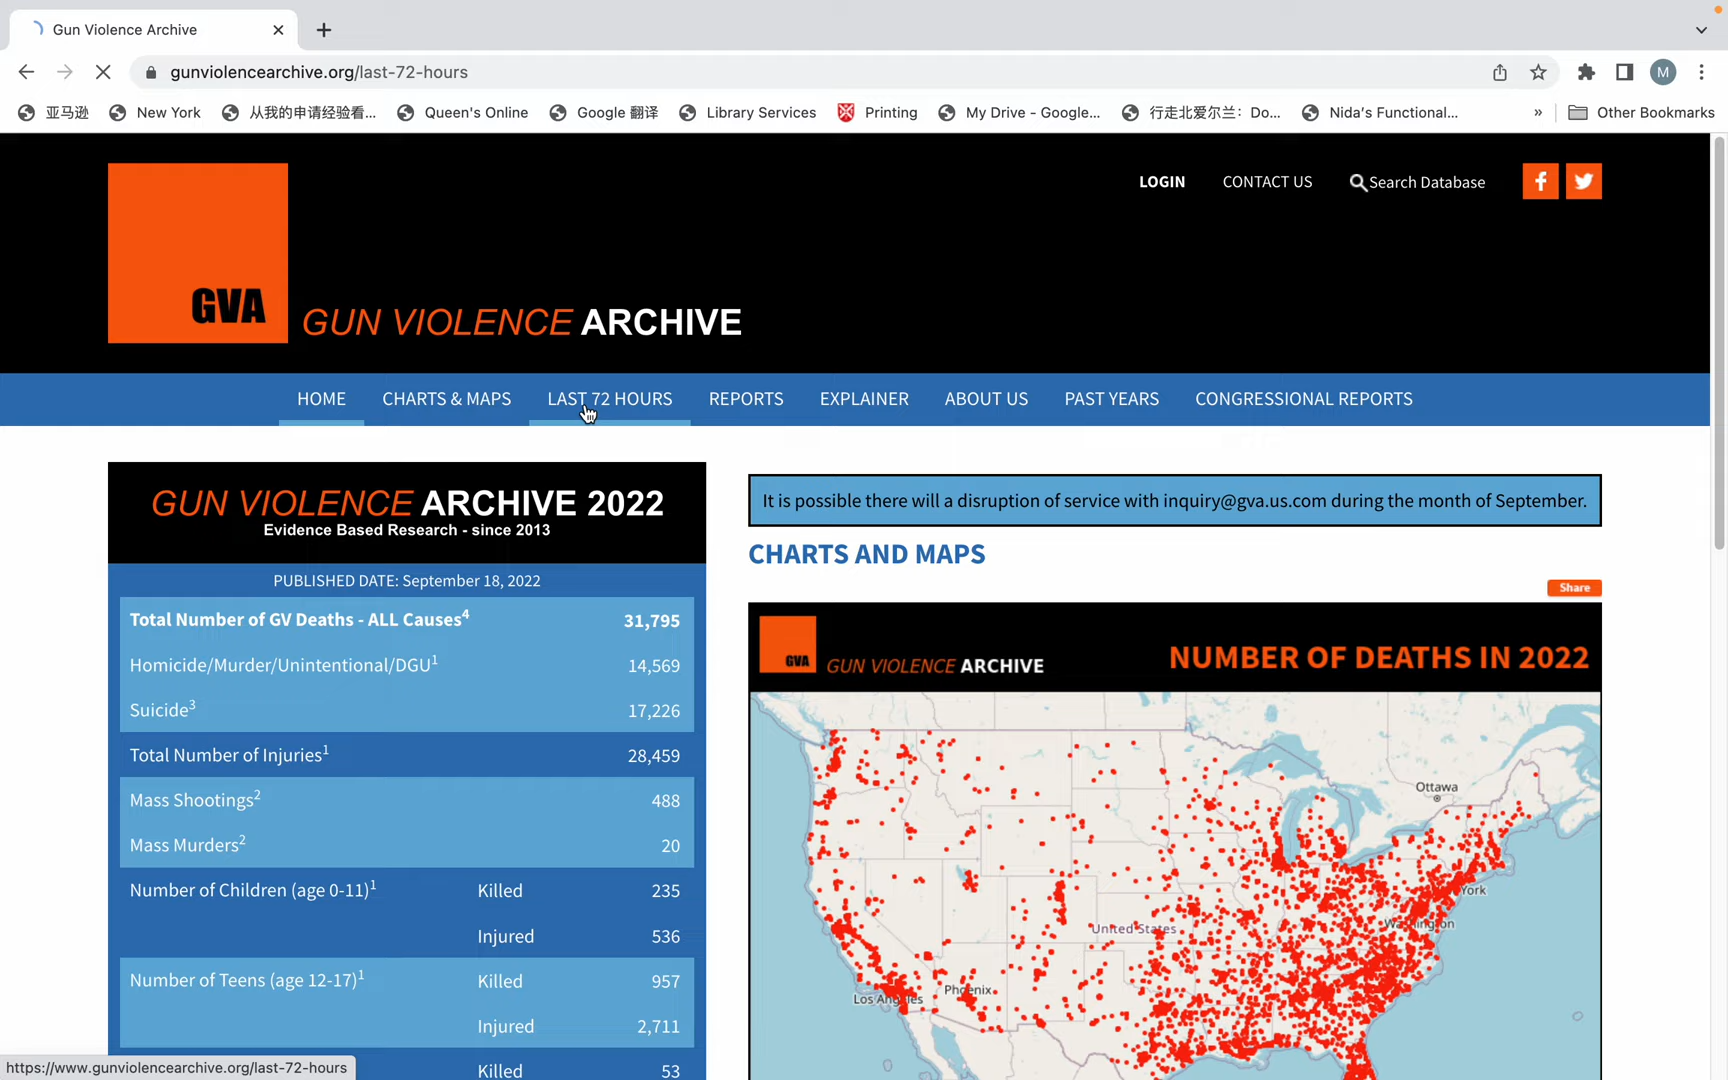 Gun Violence Archive
gunviolencearchive.org/last-72-hours
M
亚马逊
New York
从我的申请经验看...
Queen's Online
Google 翻译
Library Services
Printing
My Drive - Google...
行走北爱尔兰：Do...
Nida's Functional...
»
Other Bookmarks
LOGIN
CONTACT US
Search Database
GVA
GUN VIOLENCE ARCHIVE
HOME
CHARTS & MAPS
LAST 72 HOURS
REPORTS
EXPLAINER
ABOUT US
PAST YEARS
CONGRESSIONAL REPORTS
GUN VIOLENCE ARCHIVE 2022
Evidence Based Research - since 2013
PUBLISHED DATE: September 18, 2022
Total Number of GV Deaths - ALL Causes4 31,795
Homicide/Murder/Unintentional/DGU1 14,569
Suicide3 17,226
Total Number of Injuries1 28,459
Mass Shootings2 488
Mass Murders2 20
Number of Children (age 0-11)1 Killed 235
Injured 536
Number of Teens (age 12-17)1 Killed 957
Injured 2,711
Killed 53
It is possible there will a disruption of service with inquiry@gva.us.com during the month of September.
CHARTS AND MAPS
Share
GVA
GUN VIOLENCE ARCHIVE
NUMBER OF DEATHS IN 2022
Ottawa
York
Washington
United States
Phoenix
Los Angeles
https://www.gunviolencearchive.org/last-72-hours